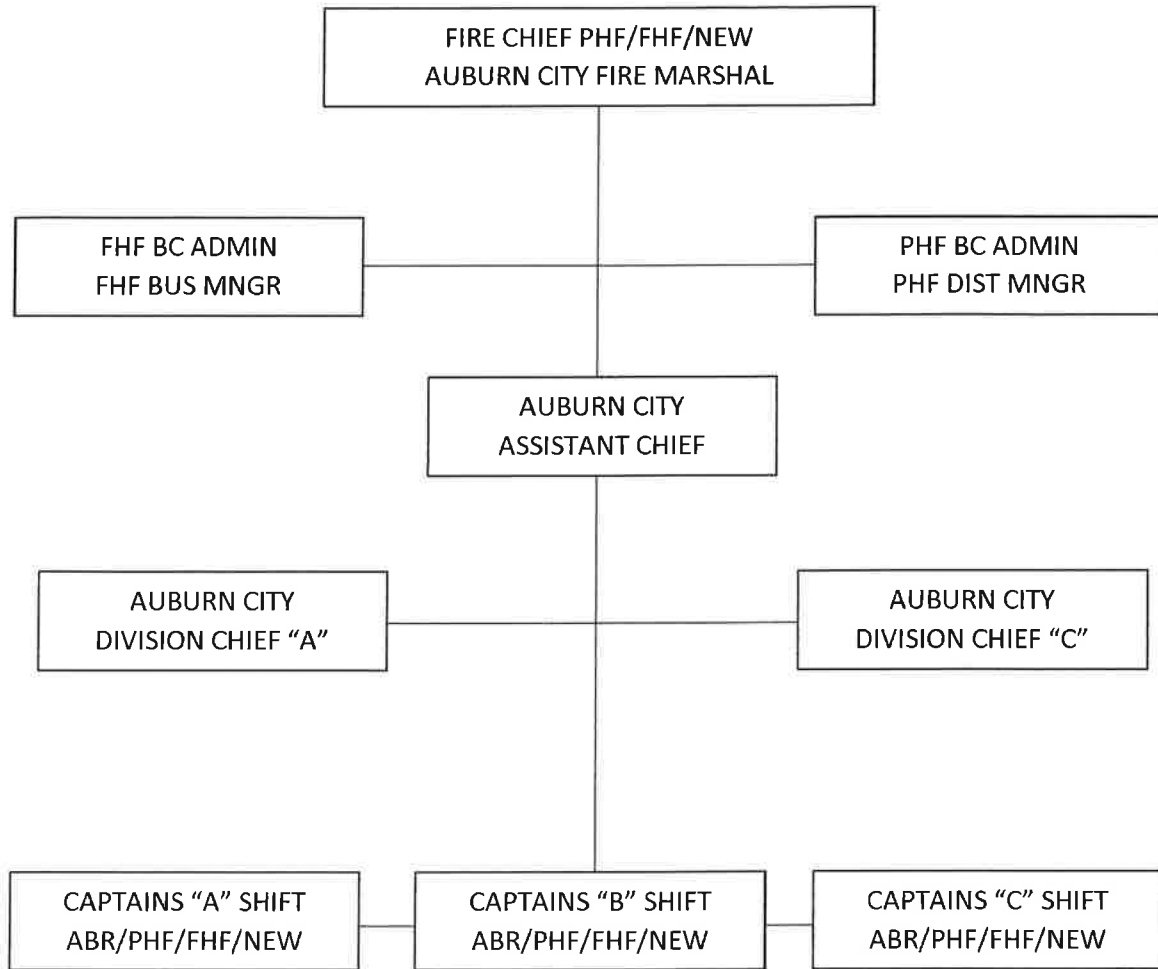 FIRE CHIEF PHF/FHF/NEW
AUBURN CITY FIRE MARSHAL
FHF BC ADMIN
FHF BUS MNGR
PHF BC ADMIN
PHF DIST MNGR
AUBURN CITY
ASSISTANT CHIEF
AUBURN CITY
DIVISION CHIEF “A”
AUBURN CITY
DIVISION CHIEF “C”
CAPTAINS “A” SHIFT
ABR/PHF/FHF/NEW
CAPTAINS “B” SHIFT
ABR/PHF/FHF/NEW
CAPTAINS “C” SHIFT
ABR/PHF/FHF/NEW